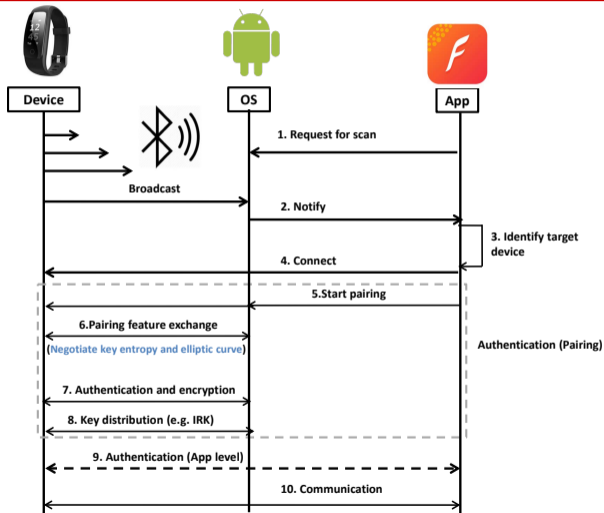 Device
OS
App
1. Request for scan
Broadcast
2. Notify
3. Identify target
device
4. Connect
5.Start pairing
6.Pairing feature exchange
(Negotiate key entropy and elliptic curve)
Authentication (Pairing)
7. Authentication and encryption
8. Key distribution (e.g. IRK)
9. Authentication (App level)
10. Communication